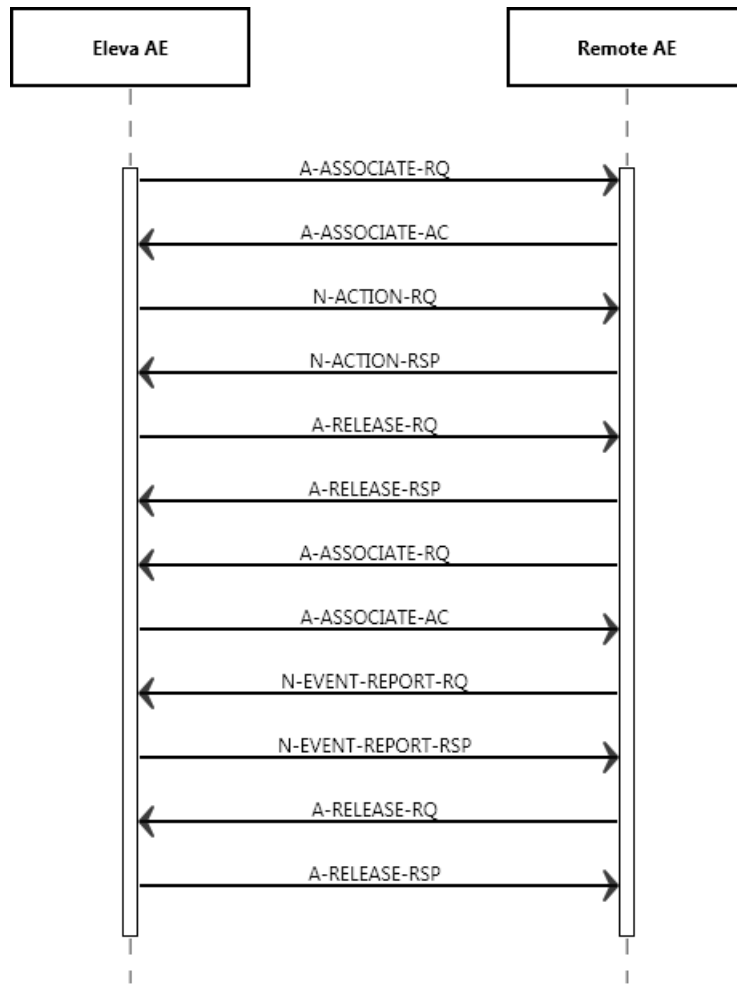 Eleva AE
Remote AE
A-ASSOCIATE-RQ
A-ASSOCIATE-AC
N-ACTION-RQ
N-ACTION-RSP
A-RELEASE-RQ
A-RELEASE-RSP
A-ASSOCIATE-RQ
A-ASSOCIATE-AC
N-EVENT-REPORT-RQ
N-EVENT-REPORT-RSP
A-RELEASE-RQ
A-RELEASE-RSP